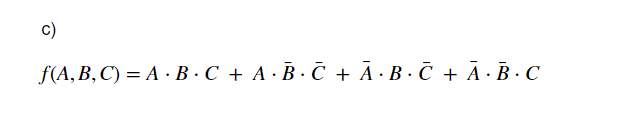 c)
f(A, B, C) = A · B · C + A · B̄ · C̄ + Ā · B · C̄ + Ā · B̄ · C